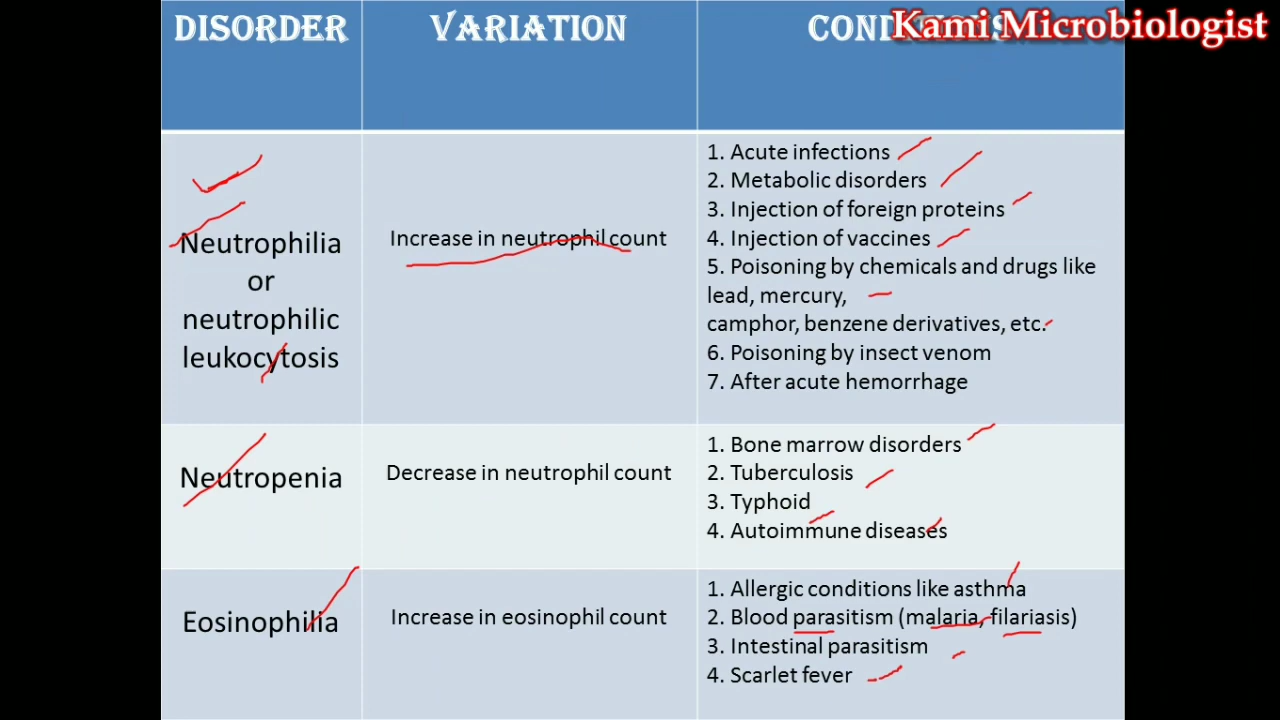 DISORDER VARIATION COND
Kami Microbiologist
Neutrophilia
or
neutrophilic
leukocytosis
Increase in neutrophil count
1. Acute infections
2. Metabolic disorders
3. Injection of foreign proteins
4. Injection of vaccines
5. Poisoning by chemicals and drugs like
lead, mercury,
camphor, benzene derivatives, etc.
6. Poisoning by insect venom
7. After acute hemorrhage
Neutropenia
Decrease in neutrophil count
1. Bone marrow disorders
2. Tuberculosis
3. Typhoid
4. Autoimmune diseases
Eosinophilia
Increase in eosinophil count
1. Allergic conditions like asthma
2. Blood parasitism (malaria, filariasis)
3. Intestinal parasitism
4. Scarlet fever